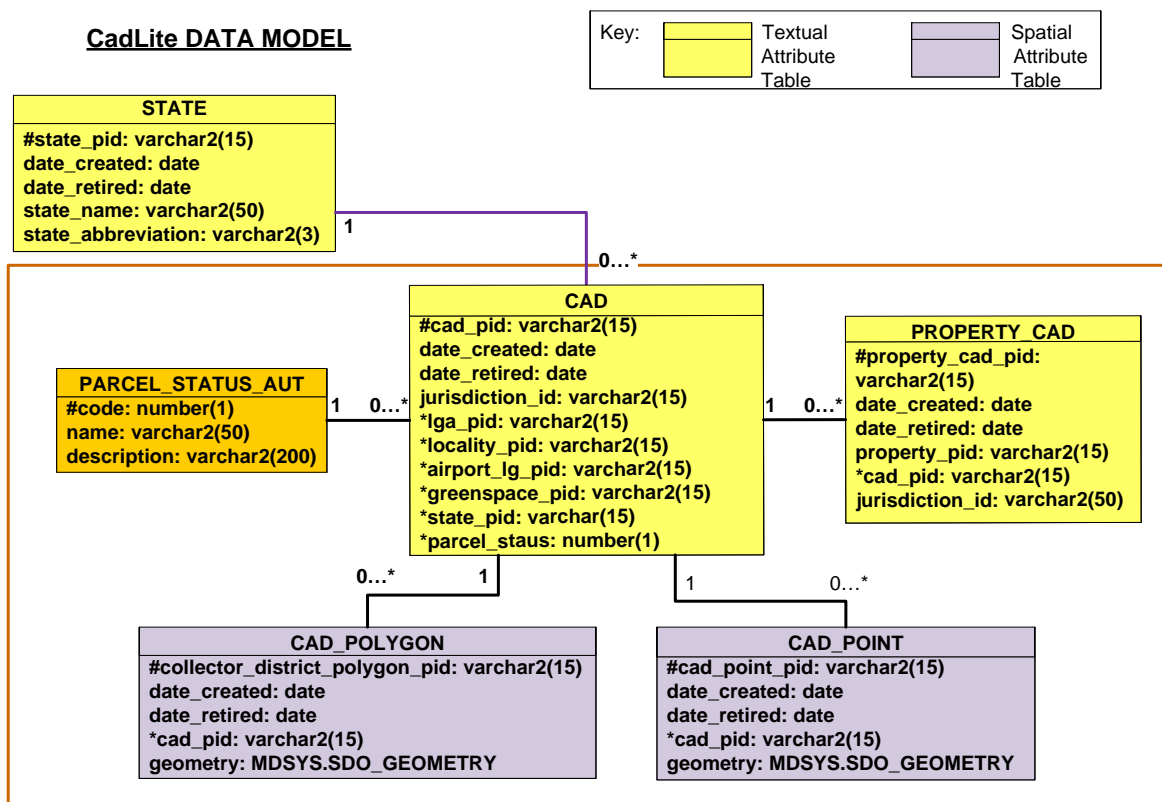 CadLite DATA MODEL
Key:
Textual
Attribute
Table
Spatial
Attribute
Table
STATE
#state_pid: varchar2(15)
date_created: date
date_retired: date
state_name: varchar2(50)
state_abbreviation: varchar2(3)
1
0…*
CAD
#cad_pid: varchar2(15)
date_created: date
date_retired: date
jurisdiction_id: varchar2(15)
*lga_pid: varchar2(15)
*locality_pid: varchar2(15)
*airport_lg_pid: varchar2(15)
*greenspace_pid: varchar2(15)
*state_pid: varchar(15)
*parcel_staus: number(1)
PARCEL_STATUS_AUT
#code: number(1)
name: varchar2(50)
description: varchar2(200)
1
0…*
1
0…*
PROPERTY_CAD
#property_cad_pid:
varchar2(15)
date_created: date
date_retired: date
property_pid: varchar2(15)
*cad_pid: varchar2(15)
jurisdiction_id: varchar2(50)
0…*
1
1
0…*
CAD_POLYGON
#collector_district_polygon_pid: varchar2(15)
date_created: date
date_retired: date
*cad_pid: varchar2(15)
geometry: MDSYS.SDO_GEOMETRY
CAD_POINT
#cad_point_pid: varchar2(15)
date_created: date
date_retired: date
*cad_pid: varchar2(15)
geometry: MDSYS.SDO_GEOMETRY